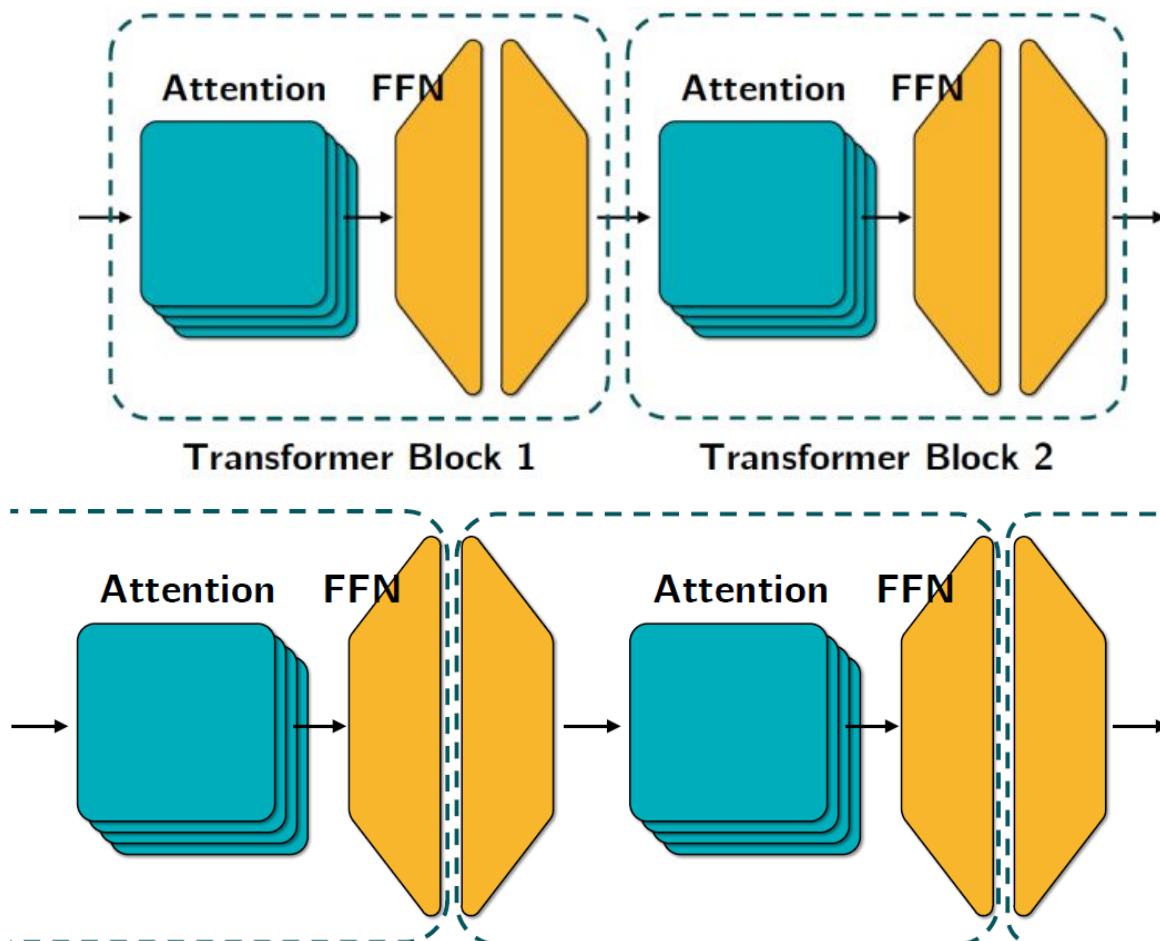 Attention FFN Attention FFN
Transformer Block 1 Transformer Block 2
Attention FFN Attention FFN